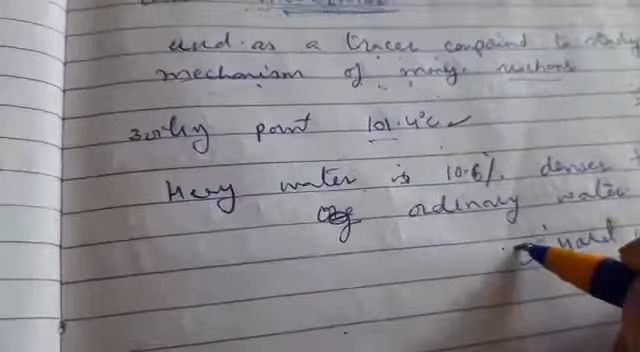 used as a tracer compound to study
mechanism of many reactions
point 101.4°c
Heavy water is 10.6% denser
ordinary water